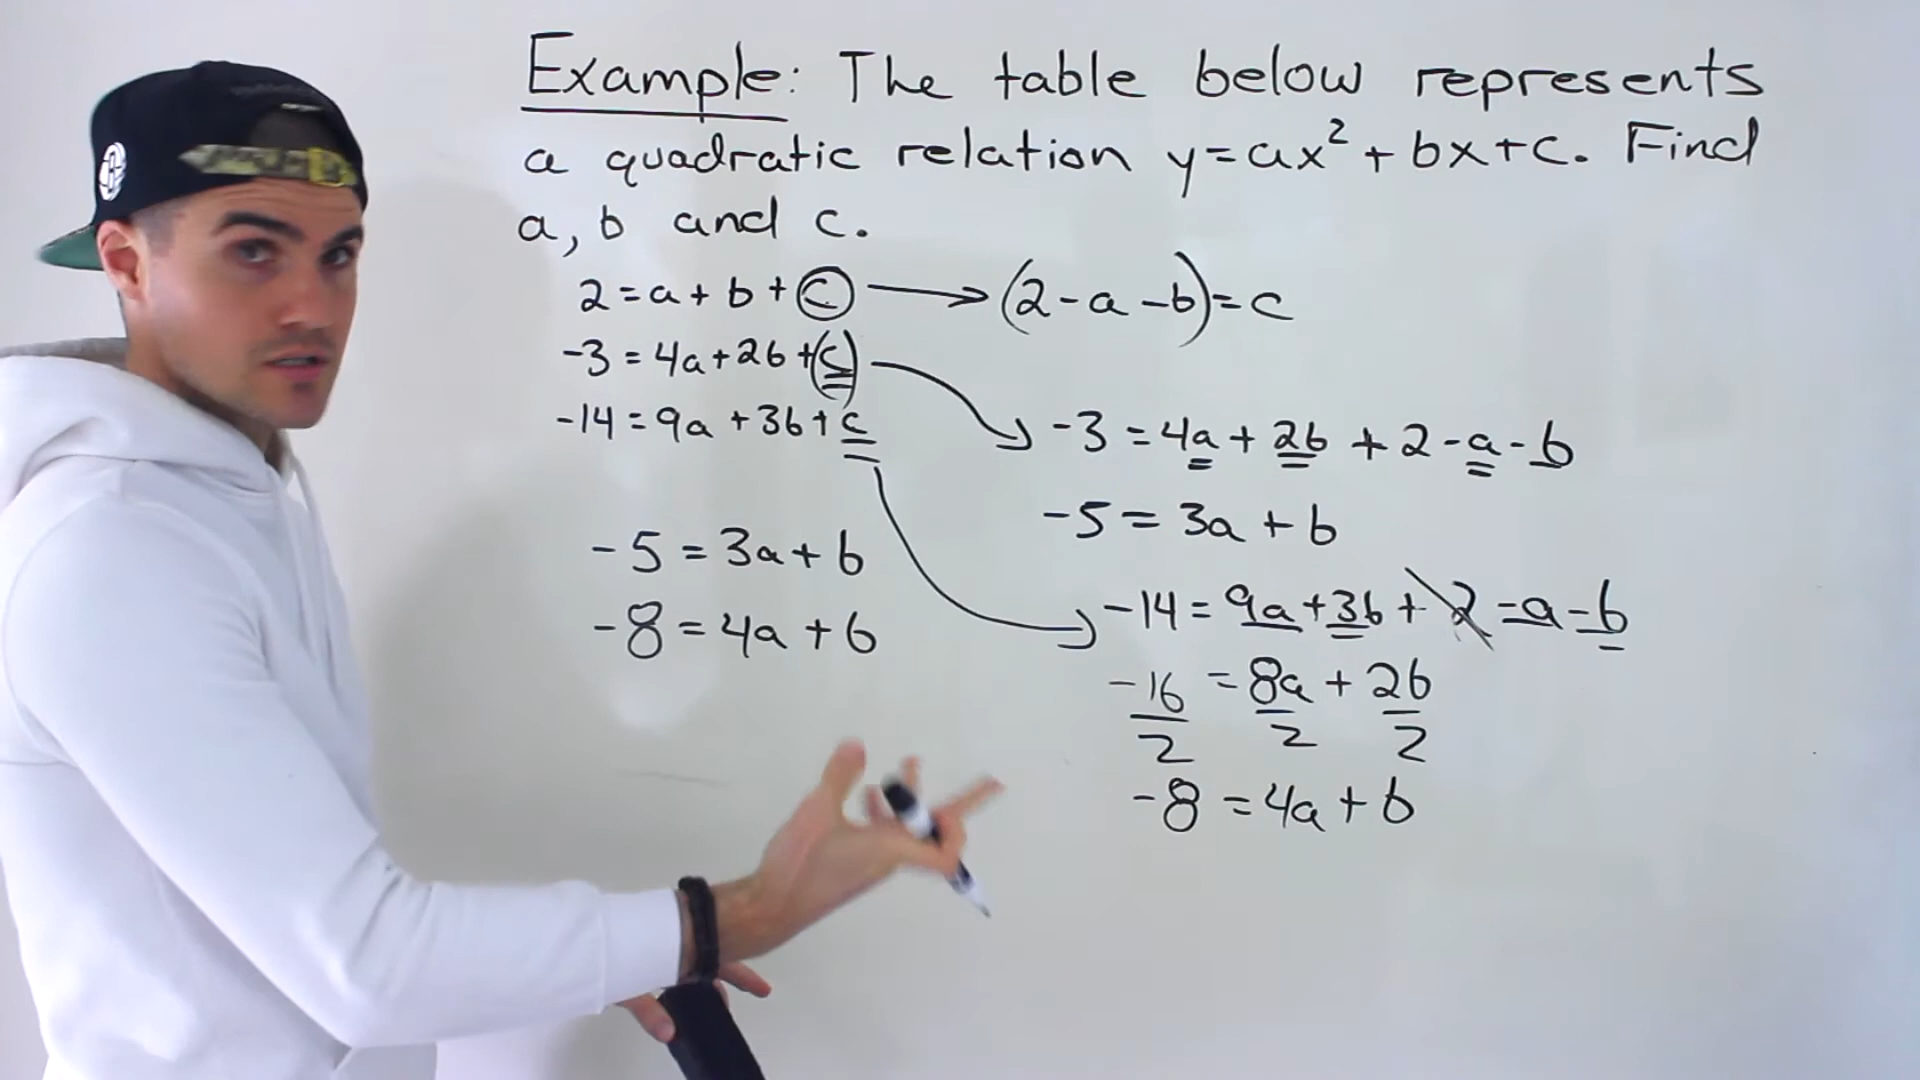 Example: The table below represents
a quadratic relation y=ax²+bx+c. Find
a, b and c.
2=a+b+c → (2-a-b)=c
-3=4a+2b+(c)
-14=9a+3b+c
-3=4a+2b+2-a-b
-5=3a+b
-14=9a+3b+2-a-b
-16/2=8a/2+2b/2
-8=4a+b
-5=3a+b
-8=4a+b